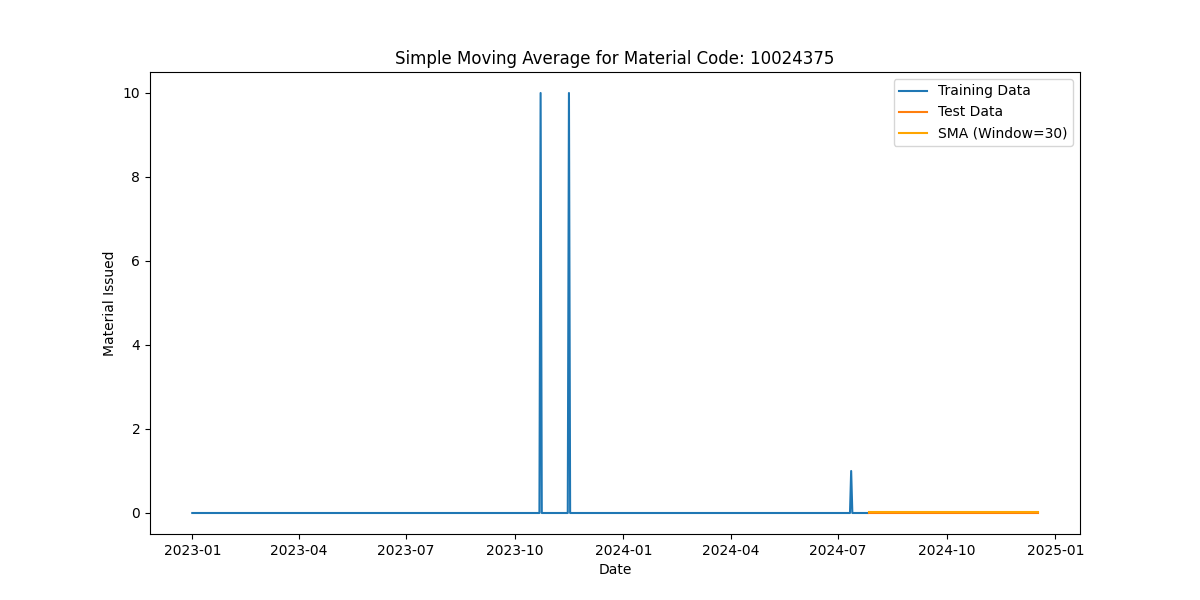 Simple Moving Average for Material Code: 10024375
Training Data
Test Data
SMA (Window=30)
10
8
6
4
2
0
Material Issued
2023-01 2023-04 2023-07 2023-10 2024-01 2024-04 2024-07 2024-10 2025-01
Date